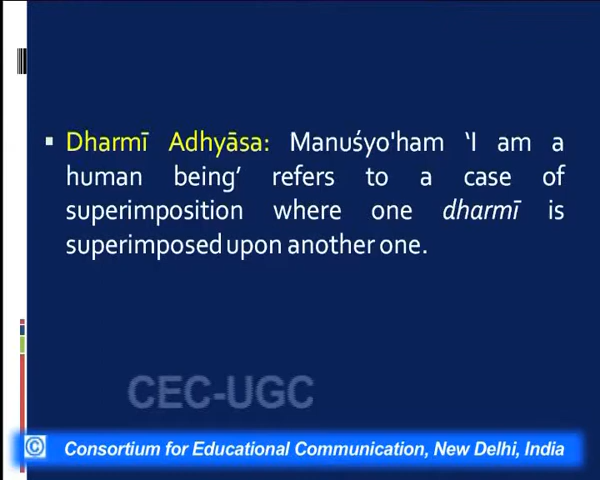 ▪ Dharmī Adhyāsa: Manuśyo'ham ‘I am a
human being’ refers to a case of
superimposition where one dharmī is
superimposed upon another one.
CEC-UGC
© Consortium for Educational Communication, New Delhi, India